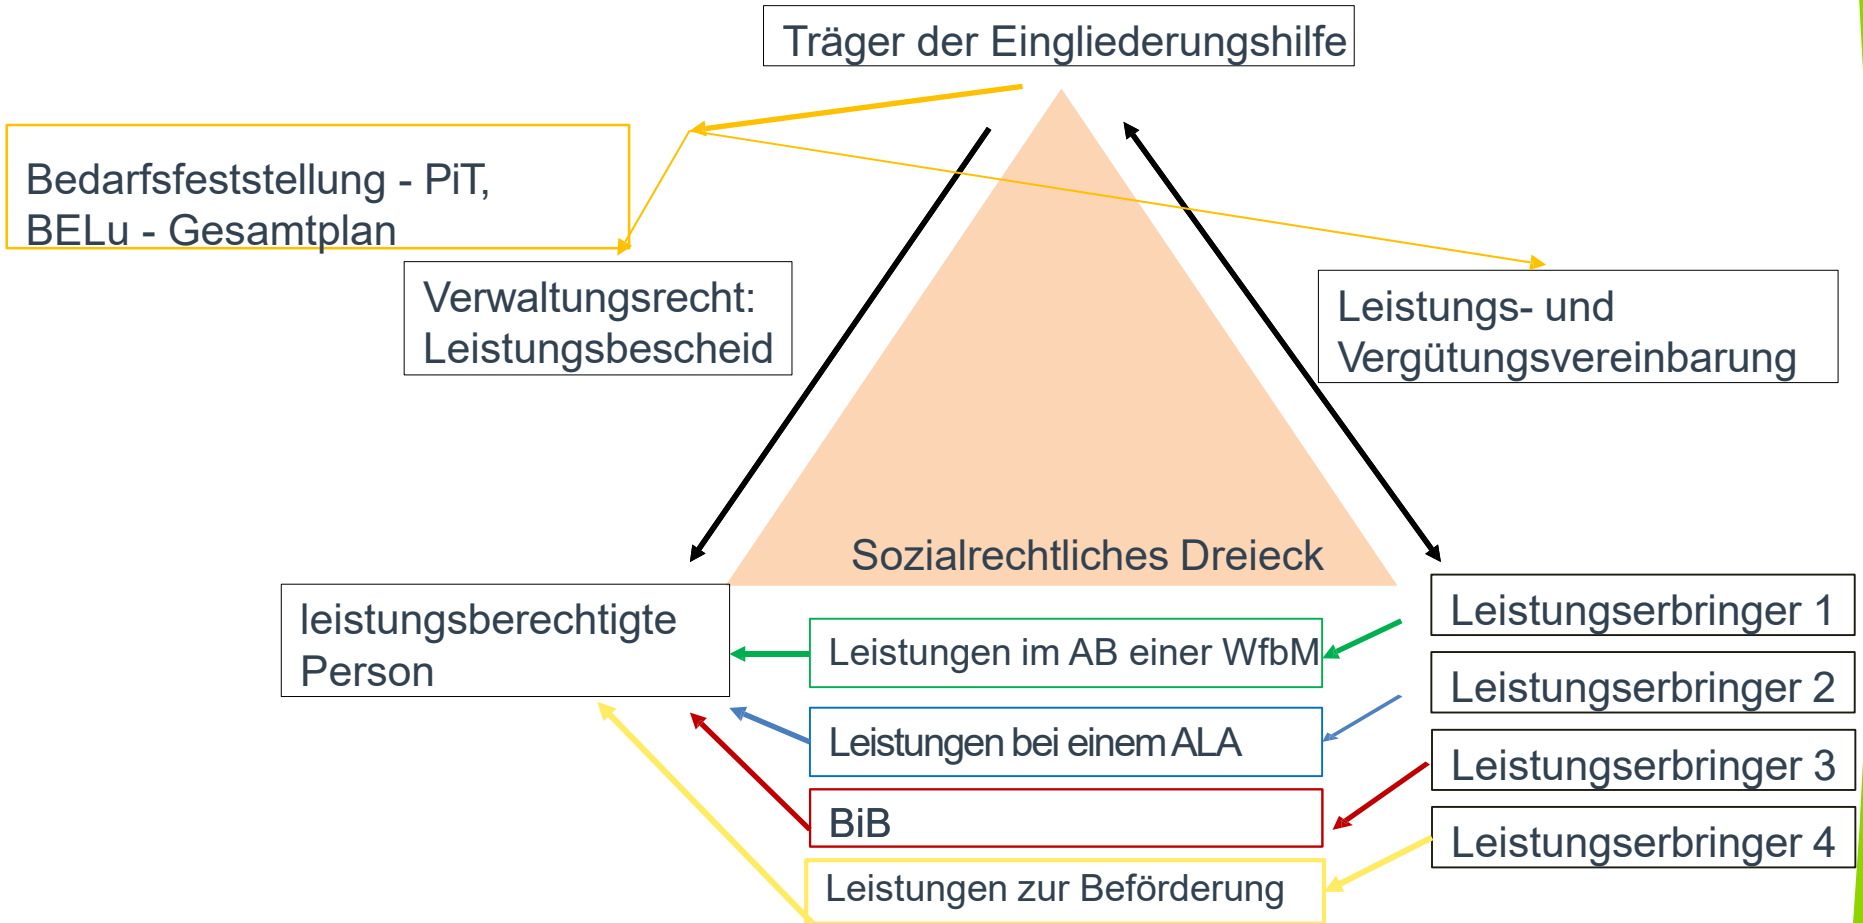 Träger der Eingliederungshilfe
Bedarfsfeststellung - PiT,
BELu - Gesamtplan
Verwaltungsrecht:
Leistungsbescheid
Leistungs- und
Vergütungsvereinbarung
Sozialrechtliches Dreieck
leistungsberechtigte
Person
Leistungen im AB einer WfbM
Leistungen bei einem ALA
BiB
Leistungen zur Beförderung
Leistungserbringer 1
Leistungserbringer 2
Leistungserbringer 3
Leistungserbringer 4